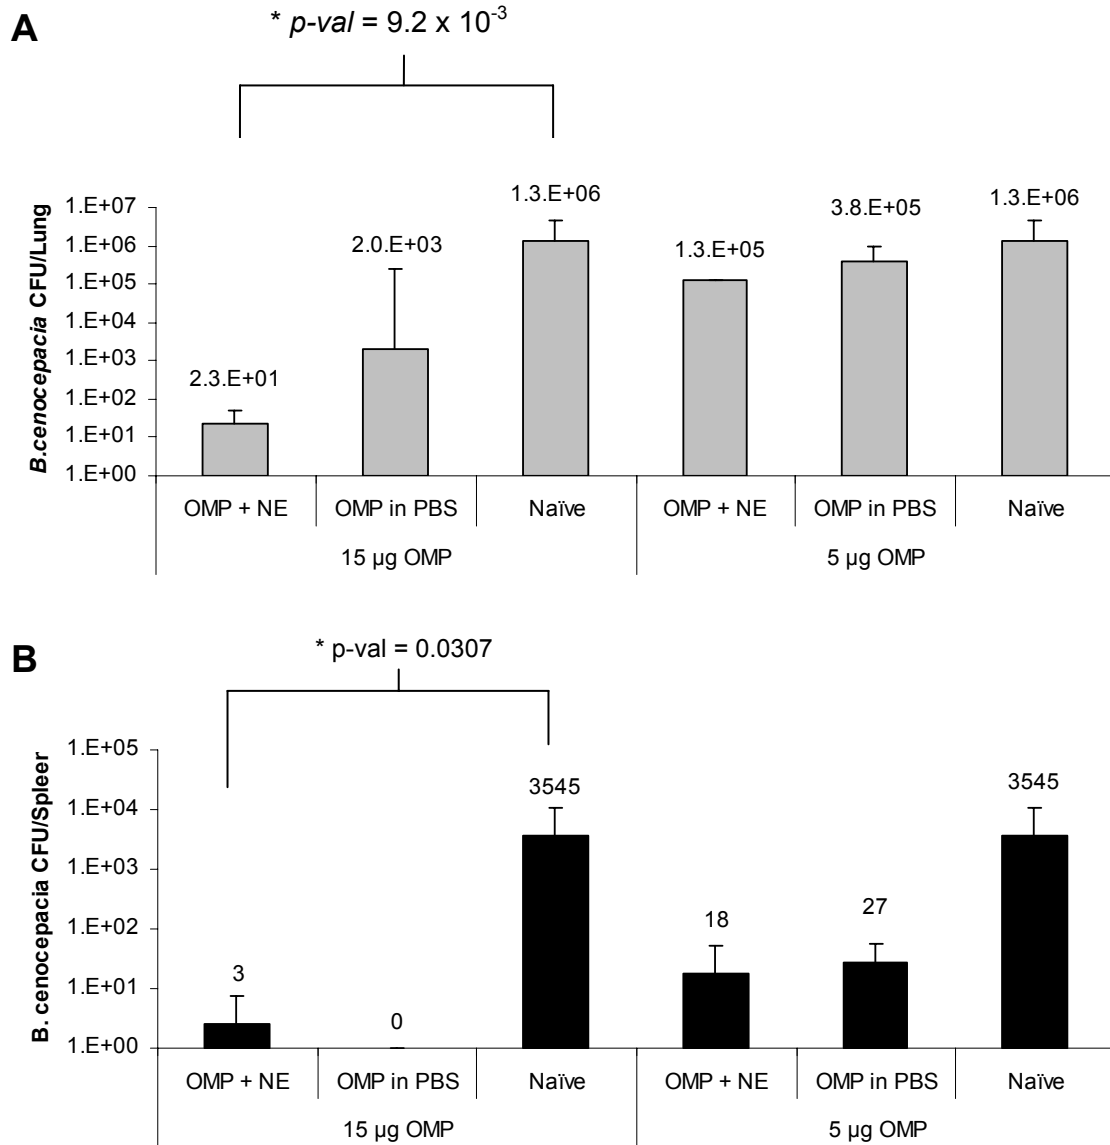 A
* p-val = 9.2 x 10-3
B.cenocepacia CFU/Lung
1.E+07
1.E+06
1.E+05
1.E+04
1.E+03
1.E+02
1.E+01
1.E+00
2.3.E+01
2.0.E+03
1.3.E+06
1.3.E+05
3.8.E+05
1.3.E+06
OMP + NE OMP in PBS Naïve OMP + NE OMP in PBS Naïve
15 µg OMP 5 µg OMP
B
* p-val = 0.0307
B. cenocepacia CFU/Spleer
1.E+05
1.E+04
1.E+03
1.E+02
1.E+01
1.E+00
3
0
3545
18
27
3545
OMP + NE OMP in PBS Naïve OMP + NE OMP in PBS Naïve
15 µg OMP 5 µg OMP